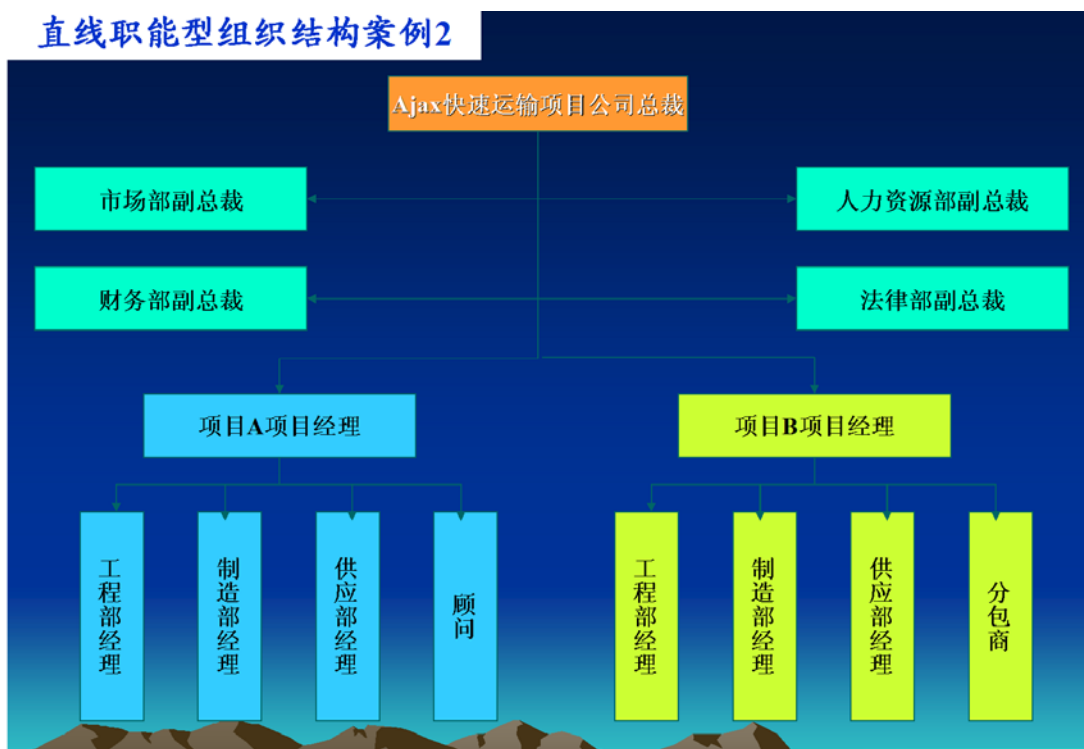 直线职能型组织结构案例2
Ajax快速运输项目公司总裁
市场部副总裁
人力资源部副总裁
财务部副总裁
法律部副总裁
项目A项目经理
项目B项目经理
工程部经理
制造部经理
供应部经理
顾问
工程部经理
制造部经理
供应部经理
分包商